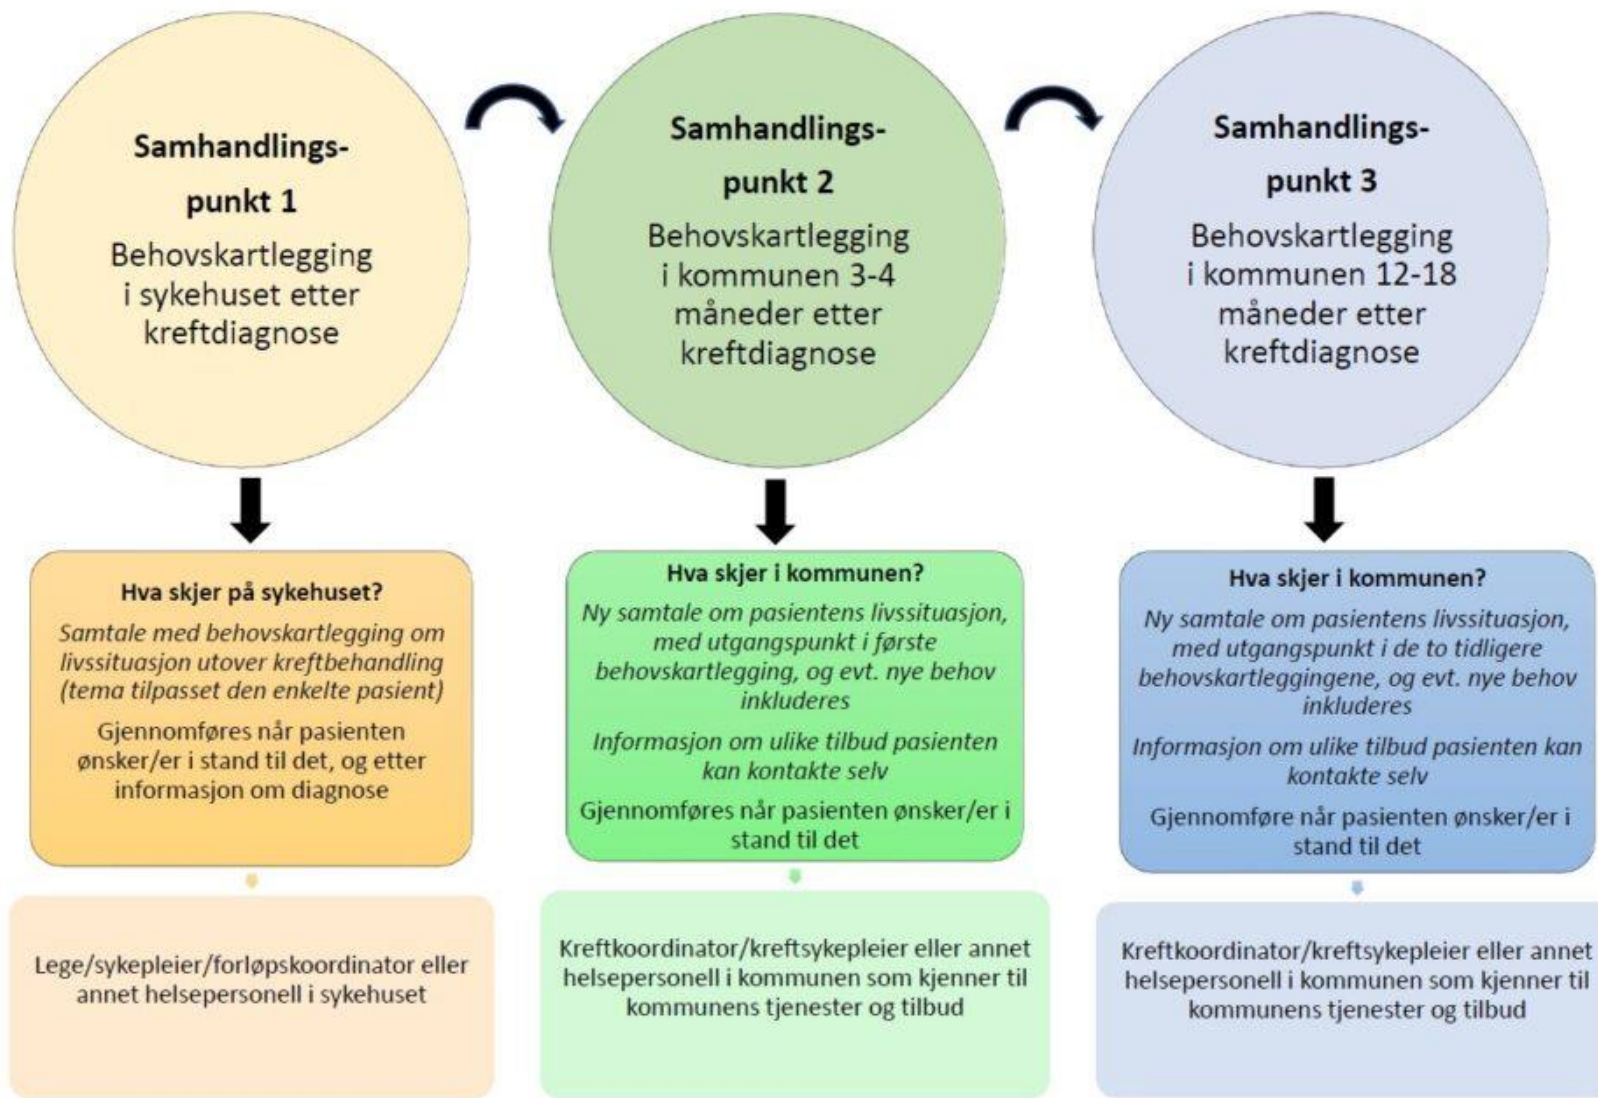 Samhandlings-
punkt 1
Behovskartlegging
i sykehuset etter
kreftdiagnose
Samhandlings-
punkt 2
Behovskartlegging
i kommunen 3-4
måneder etter
kreftdiagnose
Samhandlings-
punkt 3
Behovskartlegging
i kommunen 12-18
måneder etter
kreftdiagnose
Hva skjer på sykehuset?
Samtale med behovskartlegging om
livssituasjon utover kreftbehandling
(tema tilpasset den enkelte pasient)
Gjennomføres når pasienten
ønsker/er i stand til det, og etter
informasjon om diagnose
Hva skjer i kommunen?
Ny samtale om pasientens livssituasjon,
med utgangspunkt i første
behovskartlegging, og evt. nye behov
inkluderes
Informasjon om ulike tilbud pasienten
kan kontakte selv
Gjennomføres når pasienten ønsker/er i
stand til det
Hva skjer i kommunen?
Ny samtale om pasientens livssituasjon,
med utgangspunkt i de to tidligere
behovskartleggingene, og evt. nye behov
inkluderes
Informasjon om ulike tilbud pasienten kan
kontakte selv
Gjennomføre når pasienten ønsker/er i
stand til det
Lege/sykepleier/forløpskoordinator eller
annet helsepersonell i sykehuset
Kreftkoordinator/kreftsykepleier eller annet
helsepersonell i kommunen som kjenner til
kommunens tjenester og tilbud
Kreftkoordinator/kreftsykepleier eller annet
helsepersonell i kommunen som kjenner til
kommunens tjenester og tilbud